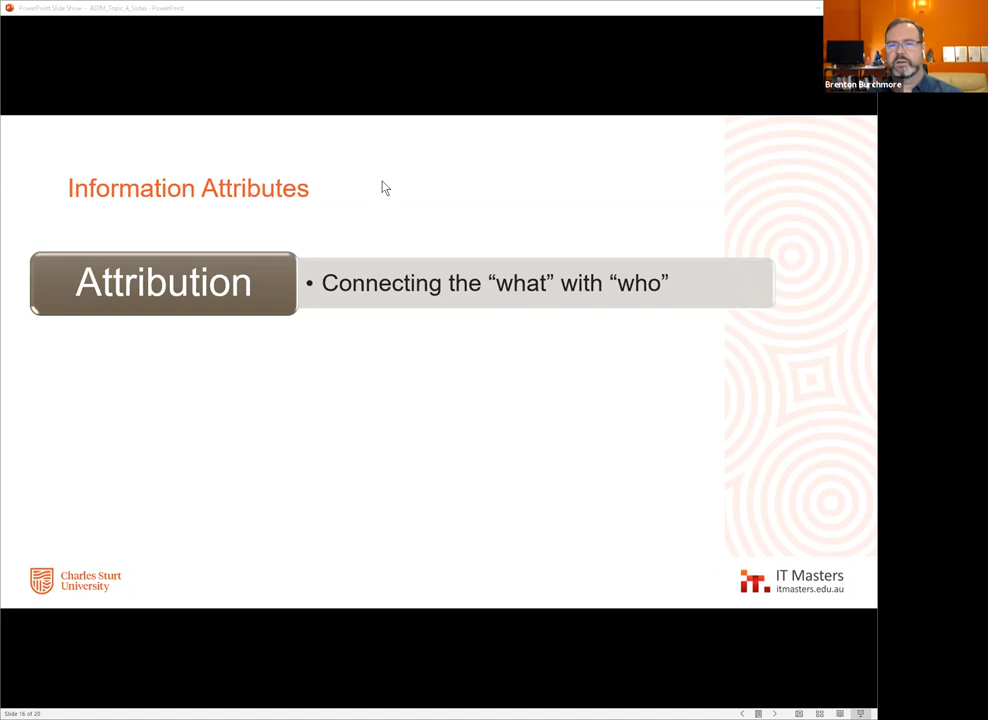 PowerPoint Slide Show - ADIM_Topic_4_Slides - PowerPoint
Brenton Burchmore
Information Attributes
Attribution
• Connecting the “what” with “who”
Charles Sturt
University
IT Masters
itmasters.edu.au
Slide 16 of 20